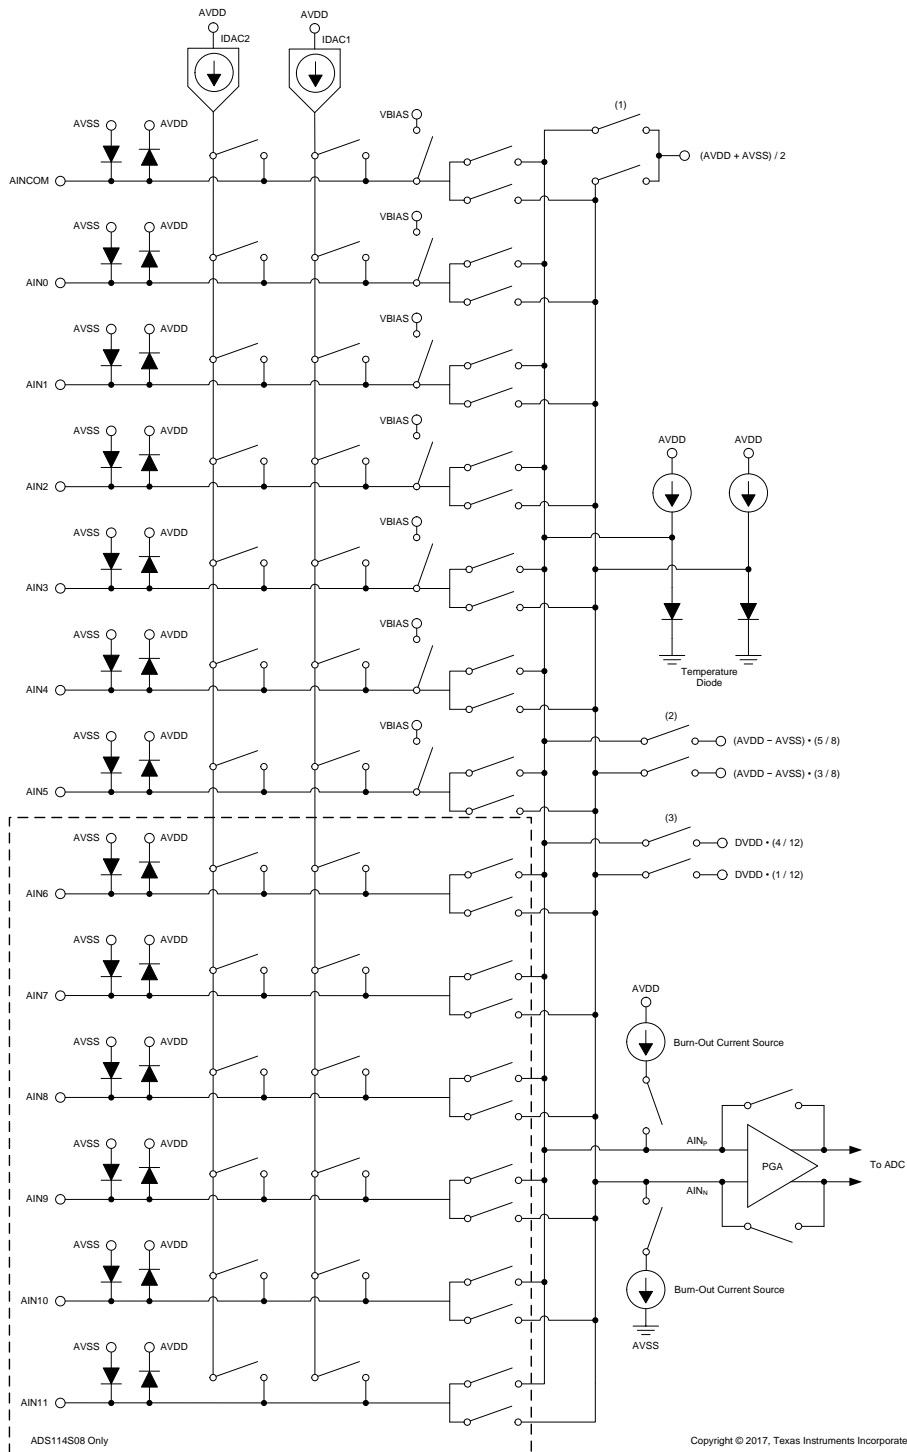 AVDD
AVDD
IDAC2
IDAC1
VBIAS
(1)
AVSS
AVDD
(AVDD + AVSS) / 2
AINCOM
VBIAS
AVSS
AVDD
AIN0
VBIAS
AVSS
AVDD
AIN1
VBIAS
AVSS
AVDD
AVDD
AVDD
AIN2
VBIAS
AVSS
AVDD
AIN3
VBIAS
AVSS
AVDD
Temperature
Diode
AIN4
(2)
VBIAS
AVSS
AVDD
(AVDD − AVSS) • (5 / 8)
(AVDD − AVSS) • (3 / 8)
AIN5
(3)
AVSS
AVDD
DVDD • (4 / 12)
DVDD • (1 / 12)
AIN6
AVSS
AVDD
AVDD
AIN7
AVSS
AVDD
Burn-Out Current Source
AIN8
AVSS
AVDD
AINP
PGA
To ADC
AINN
AIN9
AVSS
AVDD
Burn-Out Current Source
AIN10
AVSS
AVSS
AVDD
AIN11
ADS114S08 Only
Copyright © 2017, Texas Instruments Incorporate